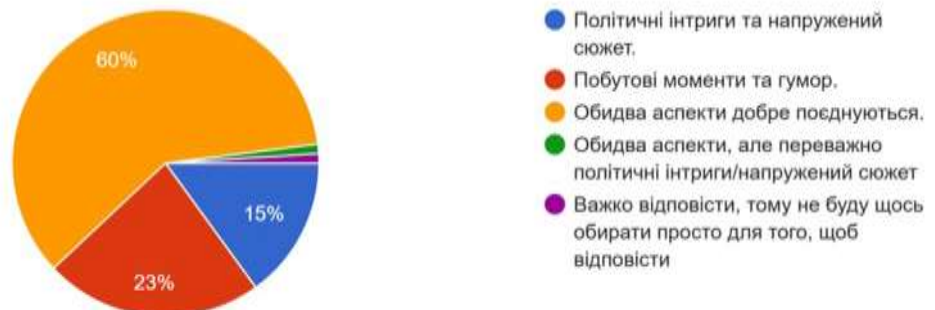 60%
15%
23%
Політичні інтриги та напружений
сюжет.
Побутові моменти та гумор.
Обидва аспекти добре поєднуються.
Обидва аспекти, але переважно
політичні інтриги/напружений сюжет
Важко відповісти, тому не буду щось
обирати просто для того, щоб
відповісти